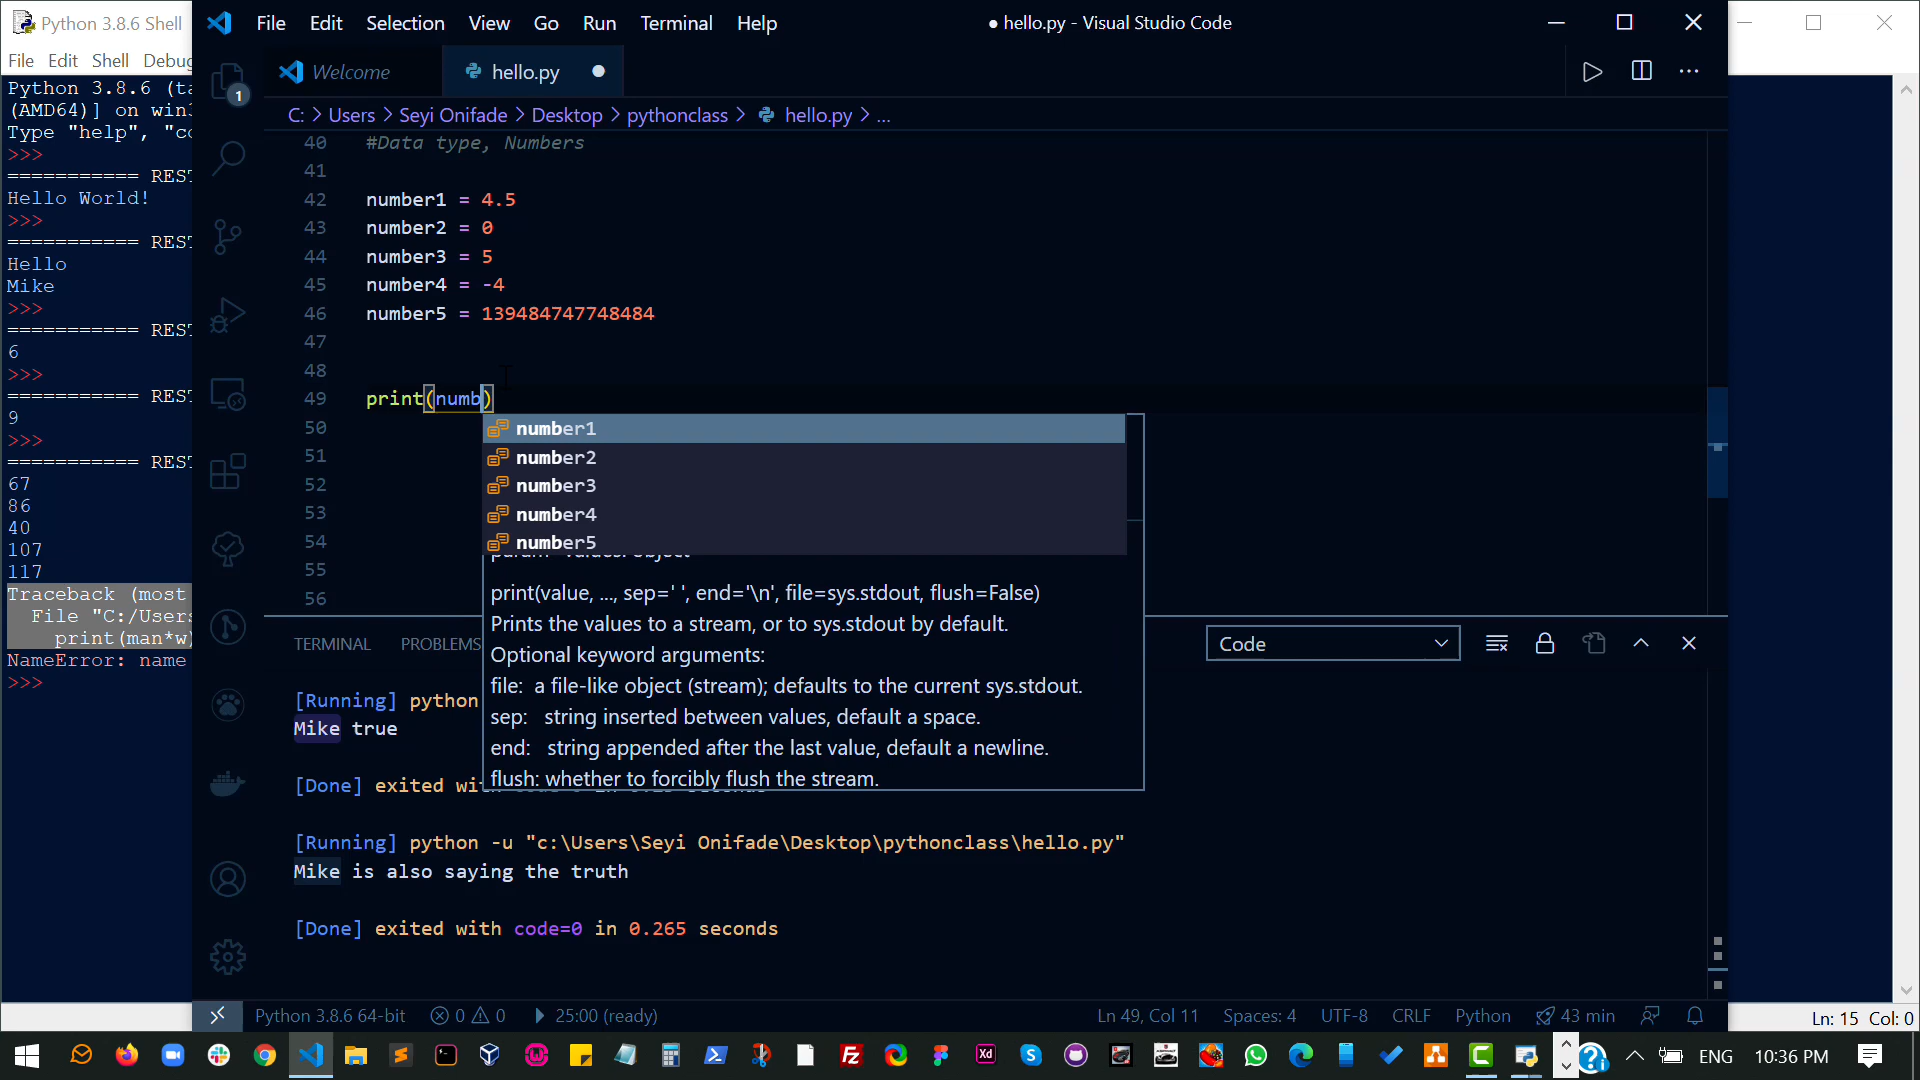 Python 3.8.6 Shell
File Edit Shell Debug
Python 3.8.6 (ta
(AMD64)] on win3
Type "help", "co
>>>
=========== REST
Hello World!
>>>
=========== REST
Hello
Mike
>>>
=========== REST
6
>>>
=========== REST
9
>>>
=========== REST
67
86
40
107
117
Traceback (most
File "C:/Users
print(man*w)
NameError: name
>>>
File Edit Selection View Go Run Terminal Help
● hello.py - Visual Studio Code
1
Welcome
hello.py
C: > Users > Seyi Onifade > Desktop > pythonclass > hello.py > ...
40 #Data type, Numbers
41
42 number1 = 4.5
43 number2 = 0
44 number3 = 5
45 number4 = -4
46 number5 = 139484747748484
47
48
49 print(numb)
50
51
52
53
54
55
56
number1
number2
number3
number4
number5
print(value, ..., sep=' ', end='\n', file=sys.stdout, flush=False)
Prints the values to a stream, or to sys.stdout by default.
Optional keyword arguments:
file: a file-like object (stream); defaults to the current sys.stdout.
sep: string inserted between values, default a space.
end: string appended after the last value, default a newline.
flush: whether to forcibly flush the stream.
TERMINAL PROBLEMS
Code
[Running] python
Mike true
[Done] exited wit
[Running] python -u "c:\Users\Seyi Onifade\Desktop\pythonclass\hello.py"
Mike is also saying the truth
[Done] exited with code=0 in 0.265 seconds
Python 3.8.6 64-bit 0 0 25:00 (ready)
Ln 49, Col 11 Spaces: 4 UTF-8 CRLF Python 43 min
Ln: 15 Col: 0
ENG 10:36 PM